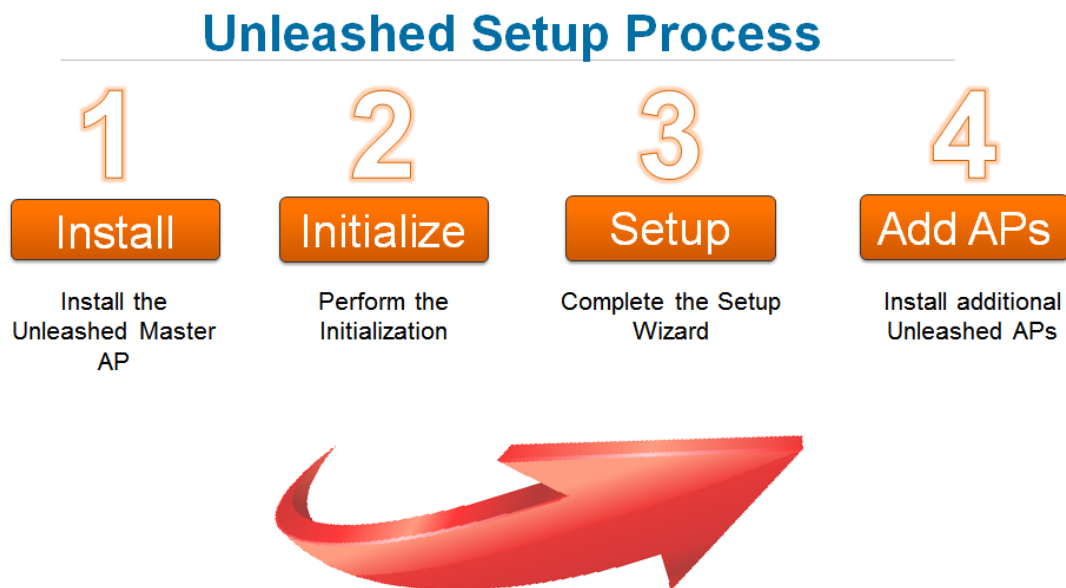 Unleashed Setup Process
1
2
3
4
Install
Initialize
Setup
Add APs
Install the
Unleashed Master
AP
Perform the
Initialization
Complete the Setup
Wizard
Install additional
Unleashed APs